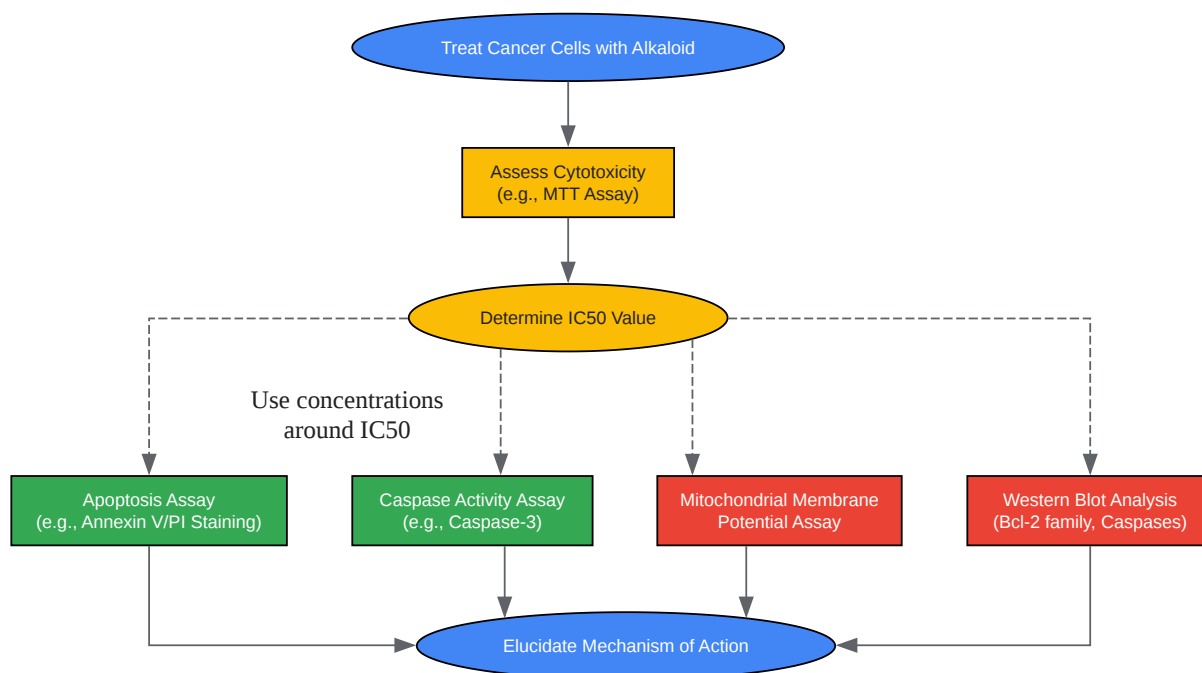 Treat Cancer Cells with Alkaloid
Assess Cytotoxicity
(e.g., MTT Assay)
Determine IC50 Value
Use concentrations
around IC50
Apoptosis Assay
(e.g., Annexin V/PI Staining)
Caspase Activity Assay
(e.g., Caspase-3)
Mitochondrial Membrane
Potential Assay
Western Blot Analysis
(Bcl-2 family, Caspases)
Elucidate Mechanism of Action